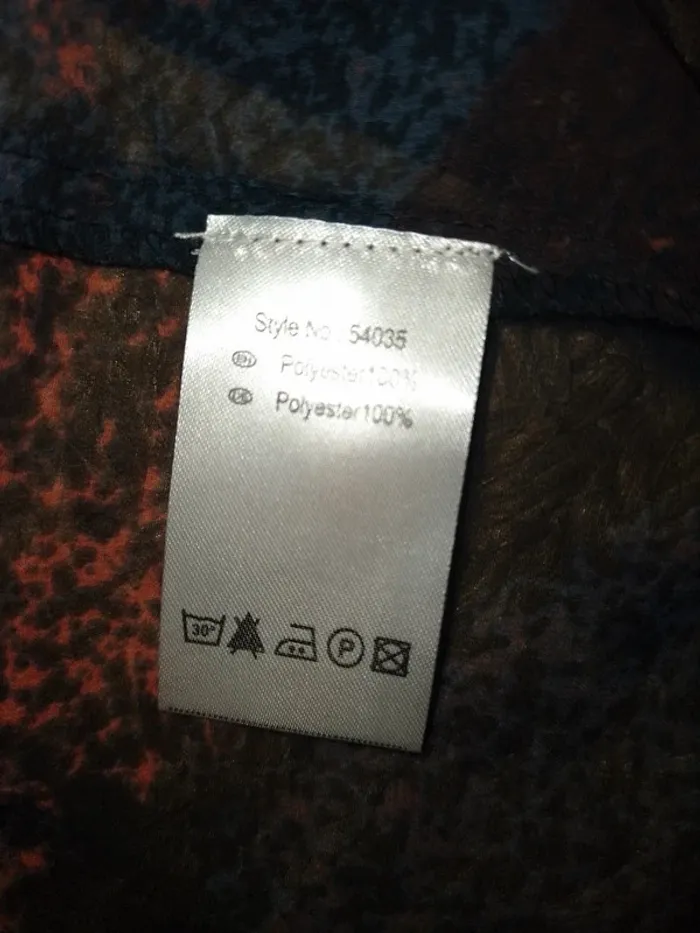 Style No.: 54035
Polyester100%
Polyester100%
30°
P